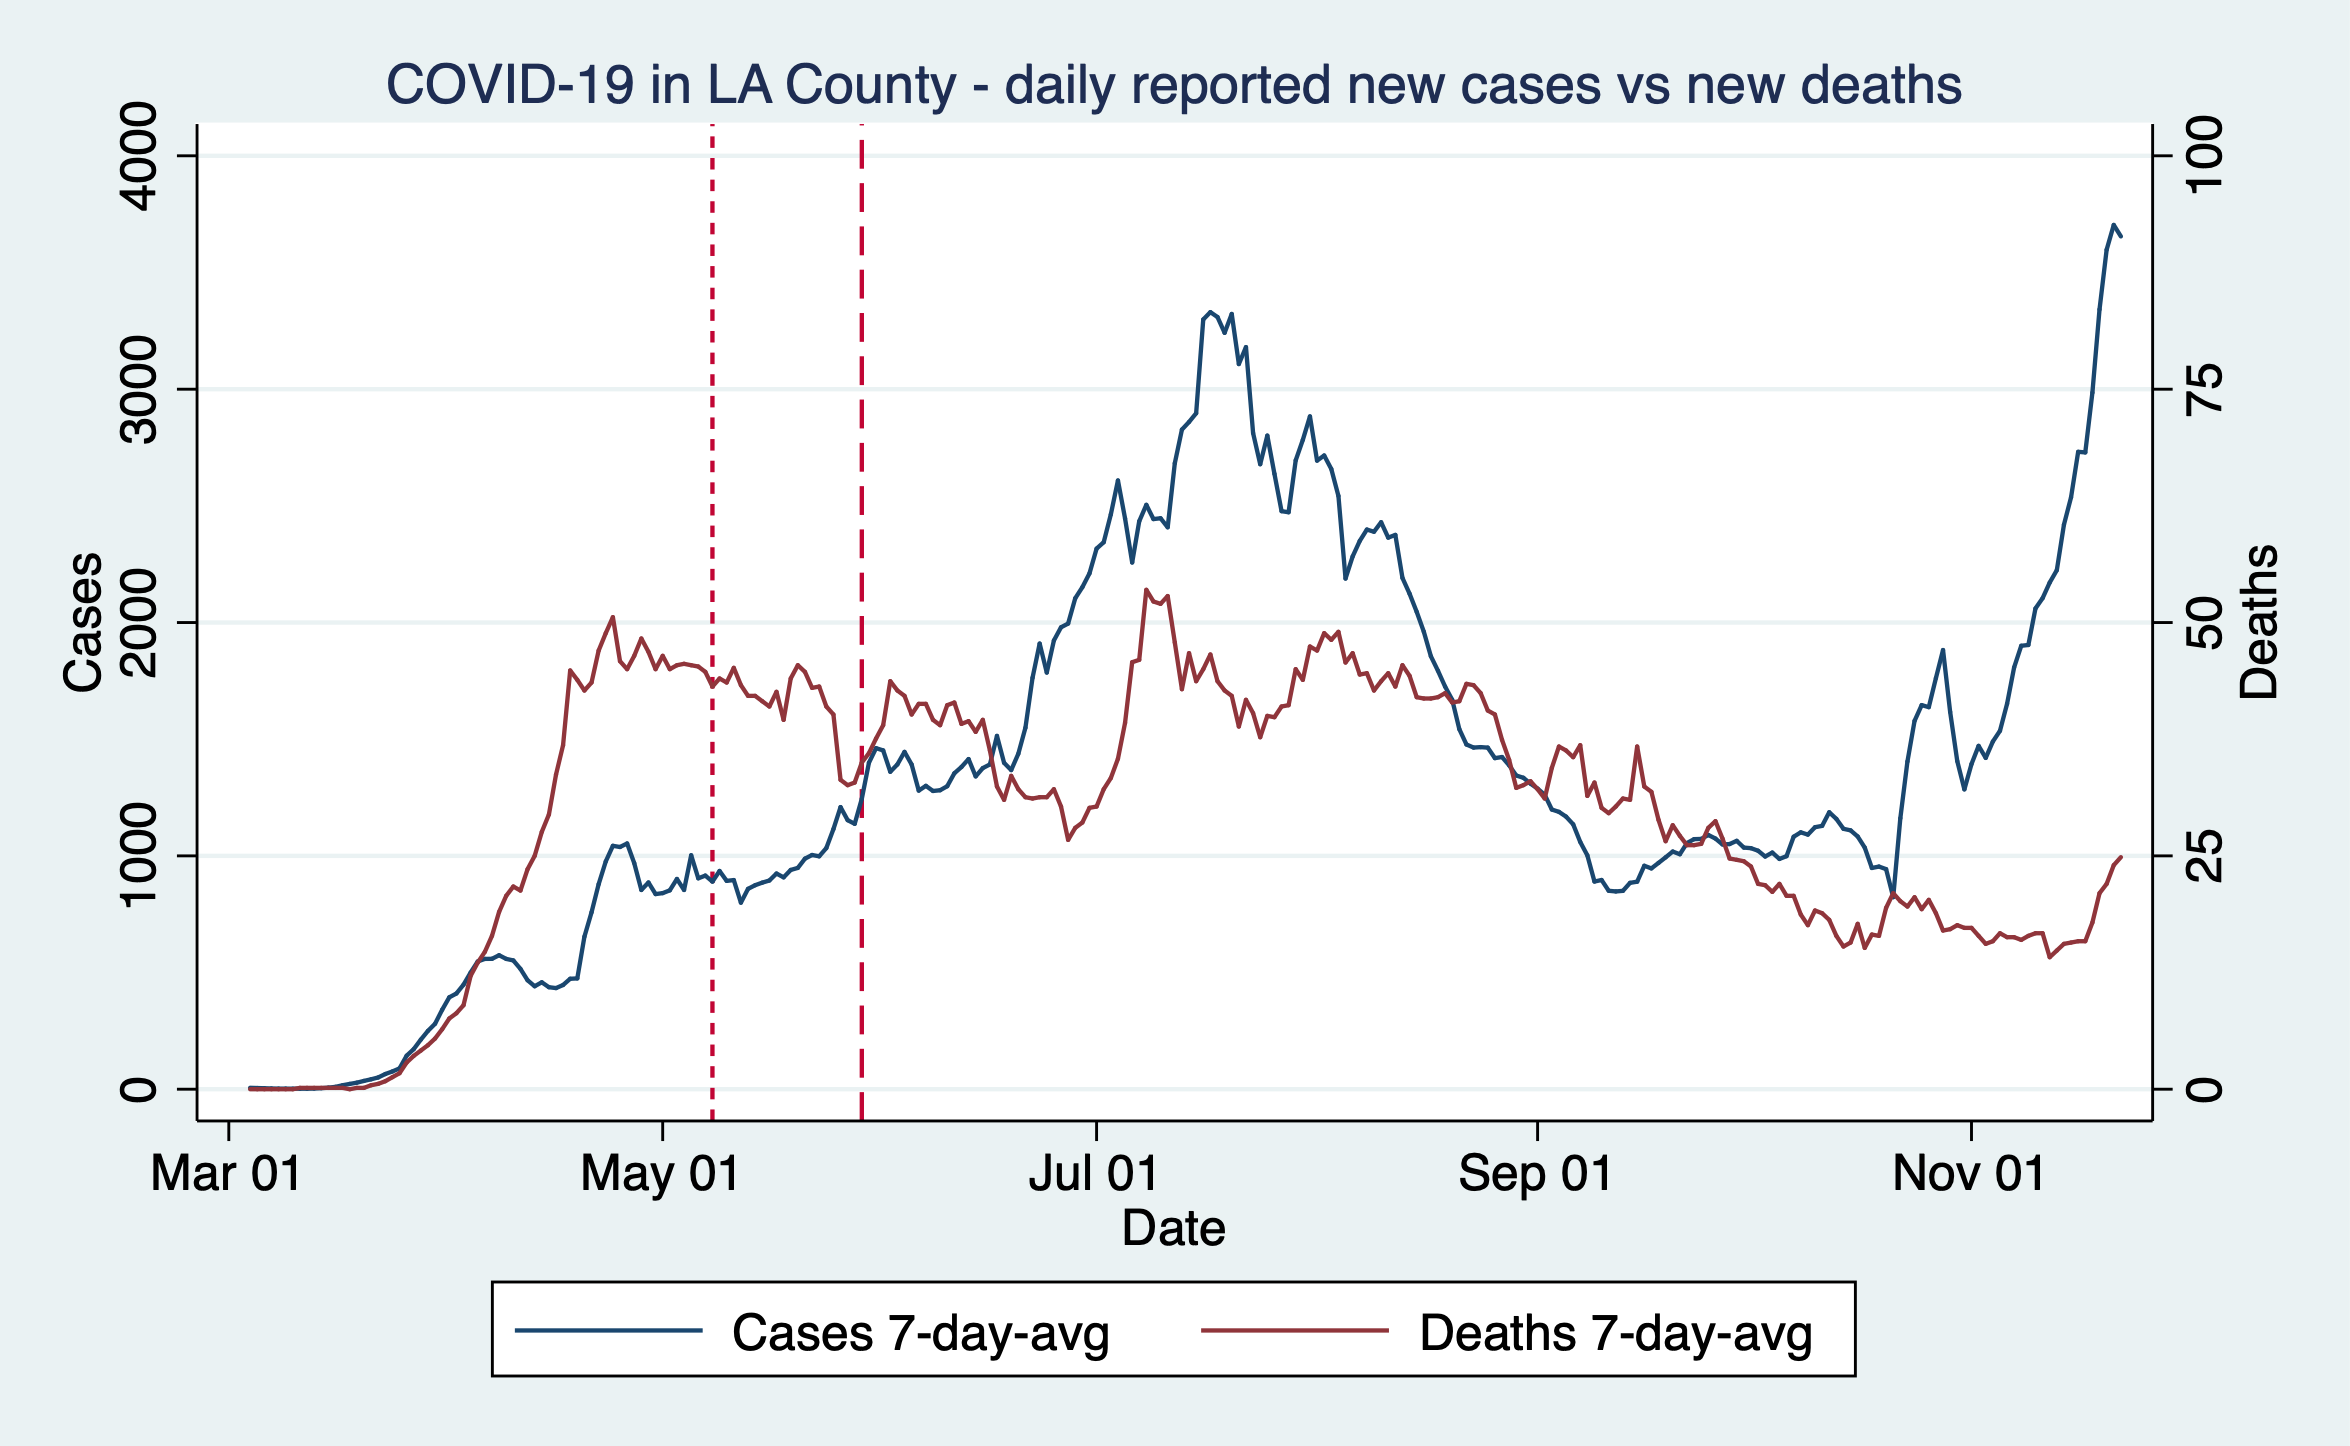 COVID-19 in LA County - daily reported new cases vs new deaths
Cases
4000
3000
2000
1000
0
Deaths
100
75
50
25
0
Mar 01
May 01
Jul 01
Sep 01
Nov 01
Date
Cases 7-day-avg
Deaths 7-day-avg